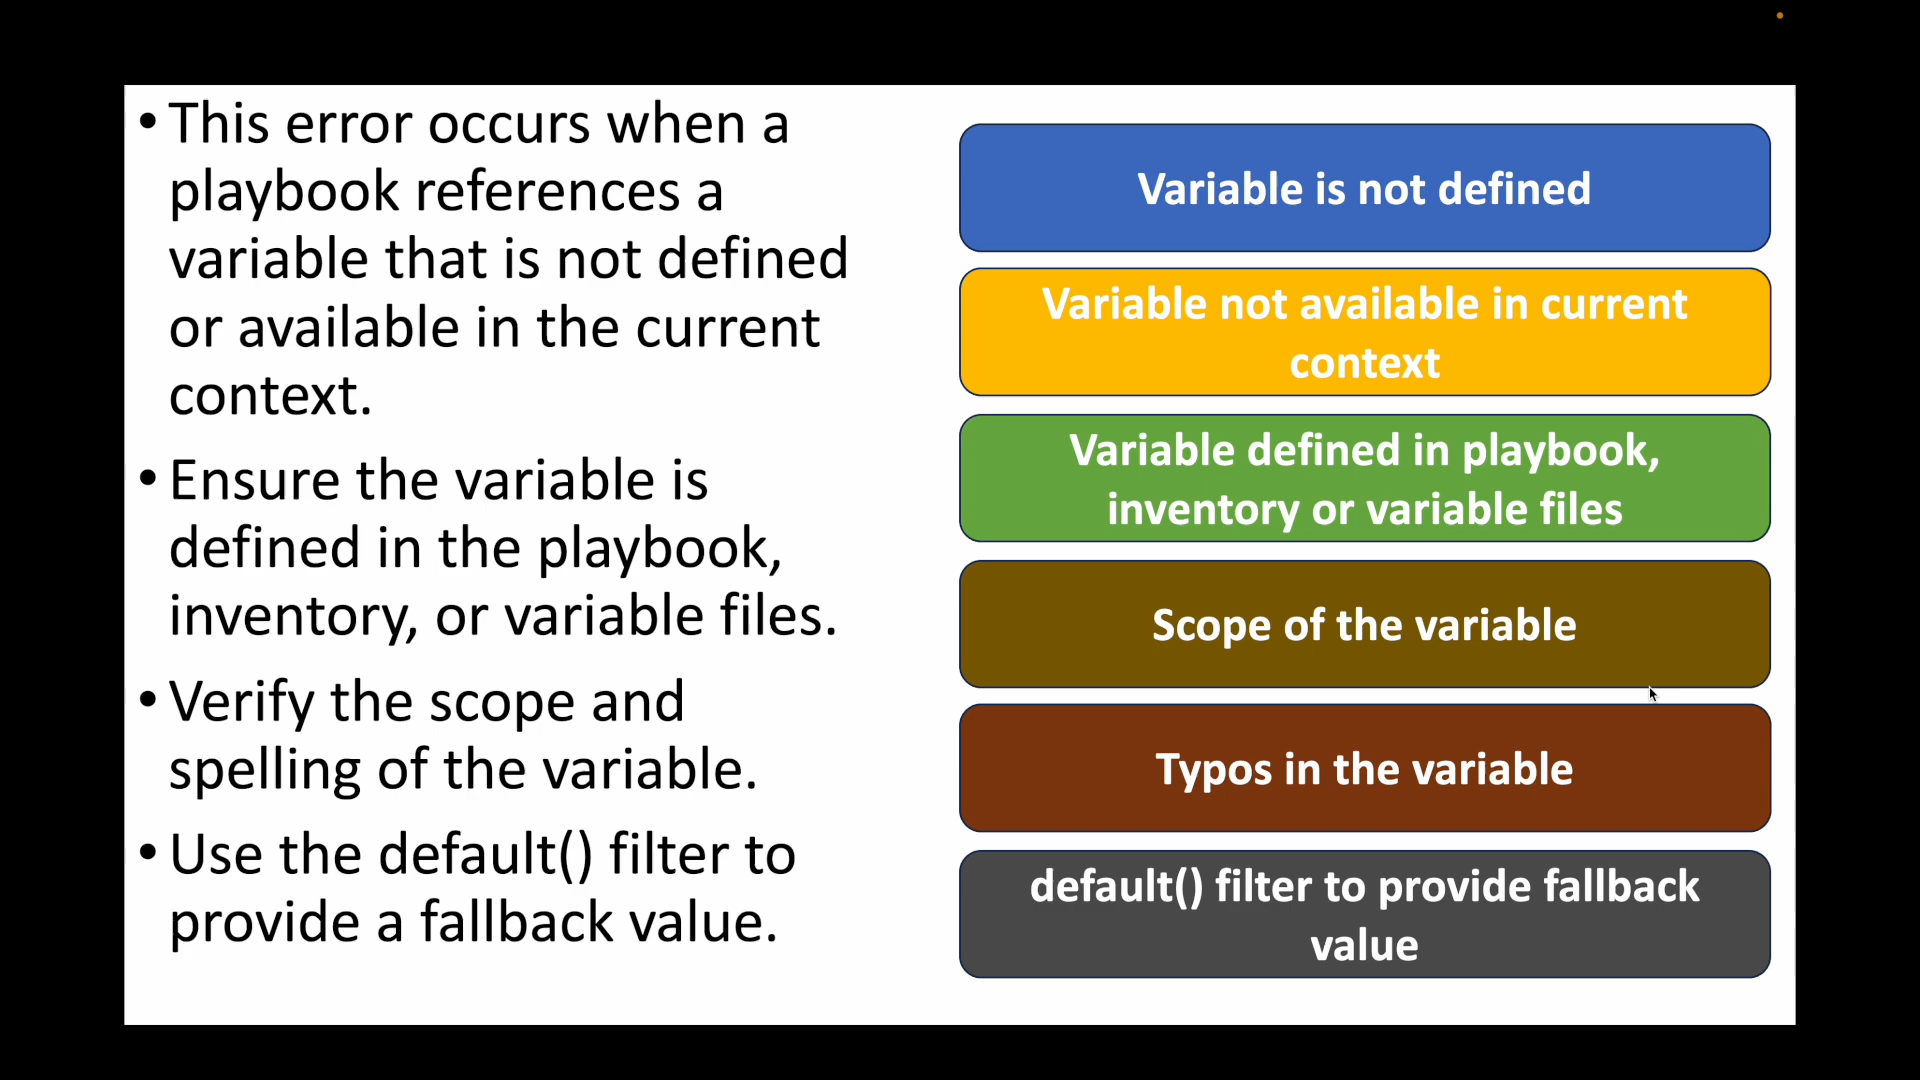 • This error occurs when a
playbook references a
variable that is not defined
or available in the current
context.
• Ensure the variable is
defined in the playbook,
inventory, or variable files.
• Verify the scope and
spelling of the variable.
• Use the default() filter to
provide a fallback value.
Variable is not defined
Variable not available in current
context
Variable defined in playbook,
inventory or variable files
Scope of the variable
Typos in the variable
default() filter to provide fallback
value